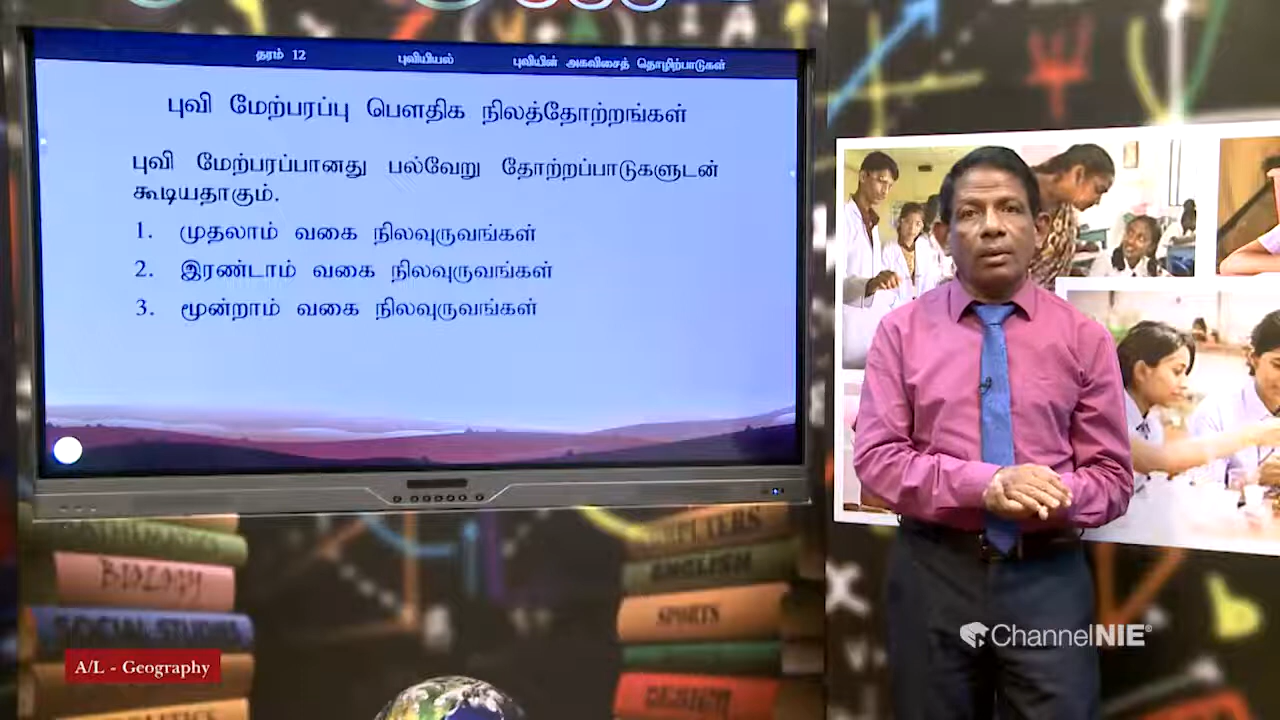 தரம் 12 புவியியல் புவியின் அகவிசைத் தொழிற்பாடுகள்
புவி மேற்பரப்பு பௌதிக நிலத்தோற்றங்கள்
புவி மேற்பரப்பானது பல்வேறு தோற்றப்பாடுகளுடன்
கூடியதாகும்.
1. முதலாம் வகை நிலவுருவங்கள்
2. இரண்டாம் வகை நிலவுருவங்கள்
3. மூன்றாம் வகை நிலவுருவங்கள்
BIOLOGY
SOCIAL STUDIES
ENGLISH
SPORTS
DESIGN
A/L - Geography
ChannelNIE®